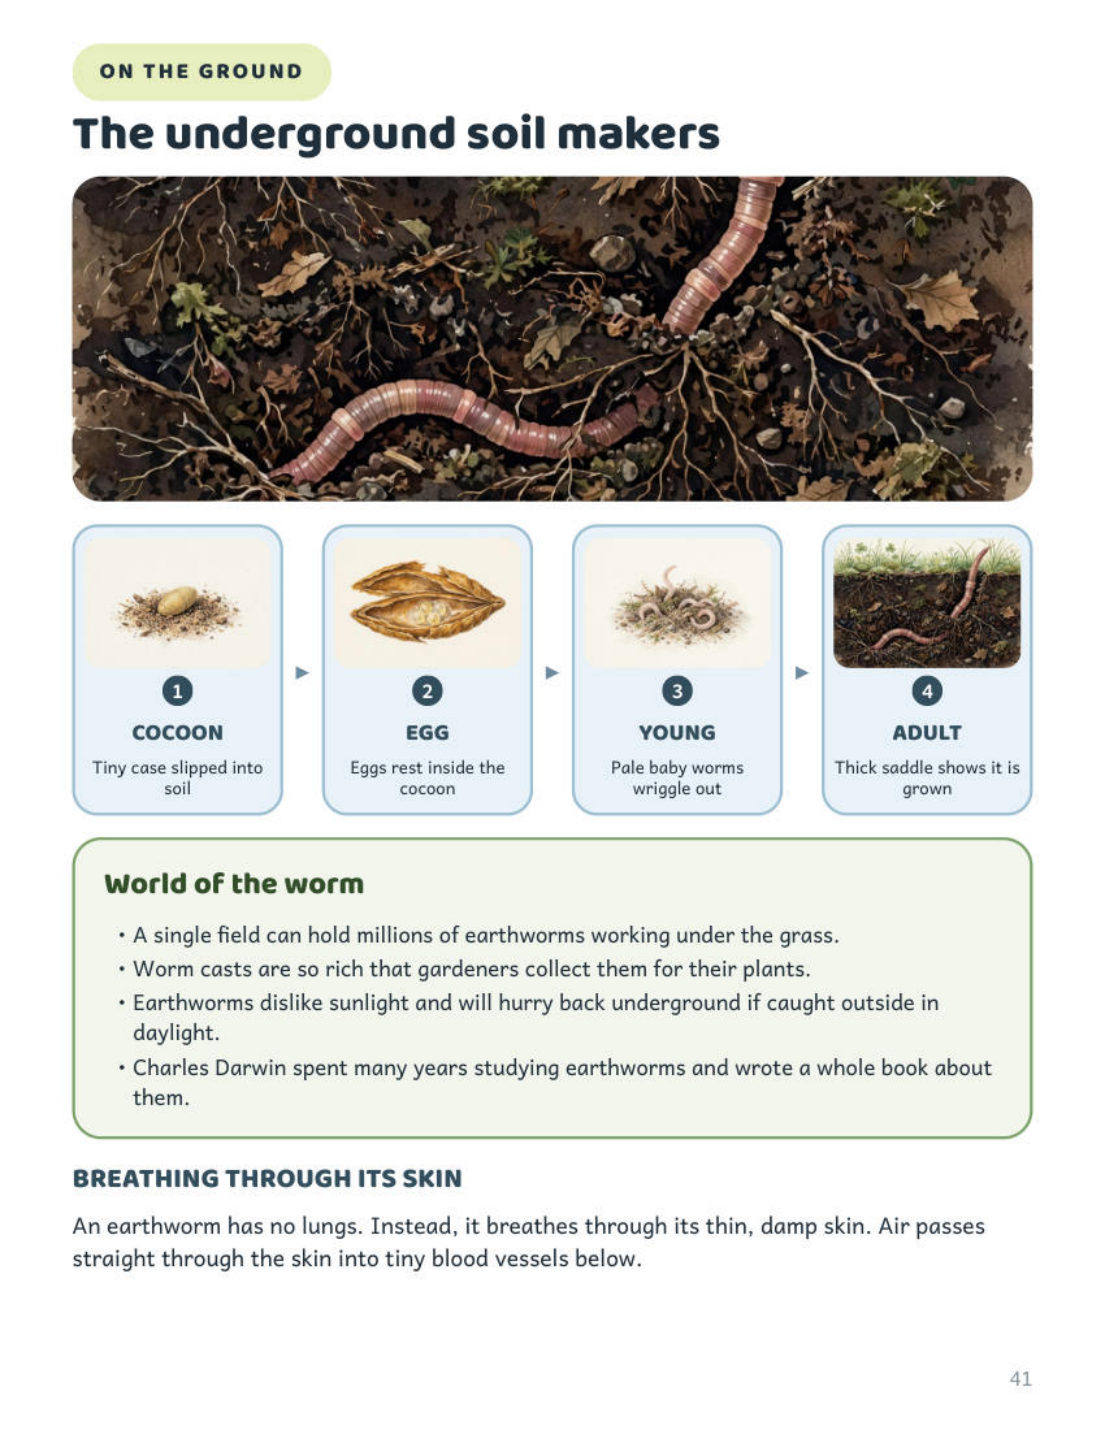 ON THE GROUND
The underground soil makers
1
COCOON
Tiny case slipped into
soil
2
EGG
Eggs rest inside the
cocoon
3
YOUNG
Pale baby worms
wriggle out
4
ADULT
Thick saddle shows it is
grown
World of the worm
• A single field can hold millions of earthworms working under the grass.
• Worm casts are so rich that gardeners collect them for their plants.
• Earthworms dislike sunlight and will hurry back underground if caught outside in
daylight.
• Charles Darwin spent many years studying earthworms and wrote a whole book about
them.
BREATHING THROUGH ITS SKIN
An earthworm has no lungs. Instead, it breathes through its thin, damp skin. Air passes
straight through the skin into tiny blood vessels below.
41